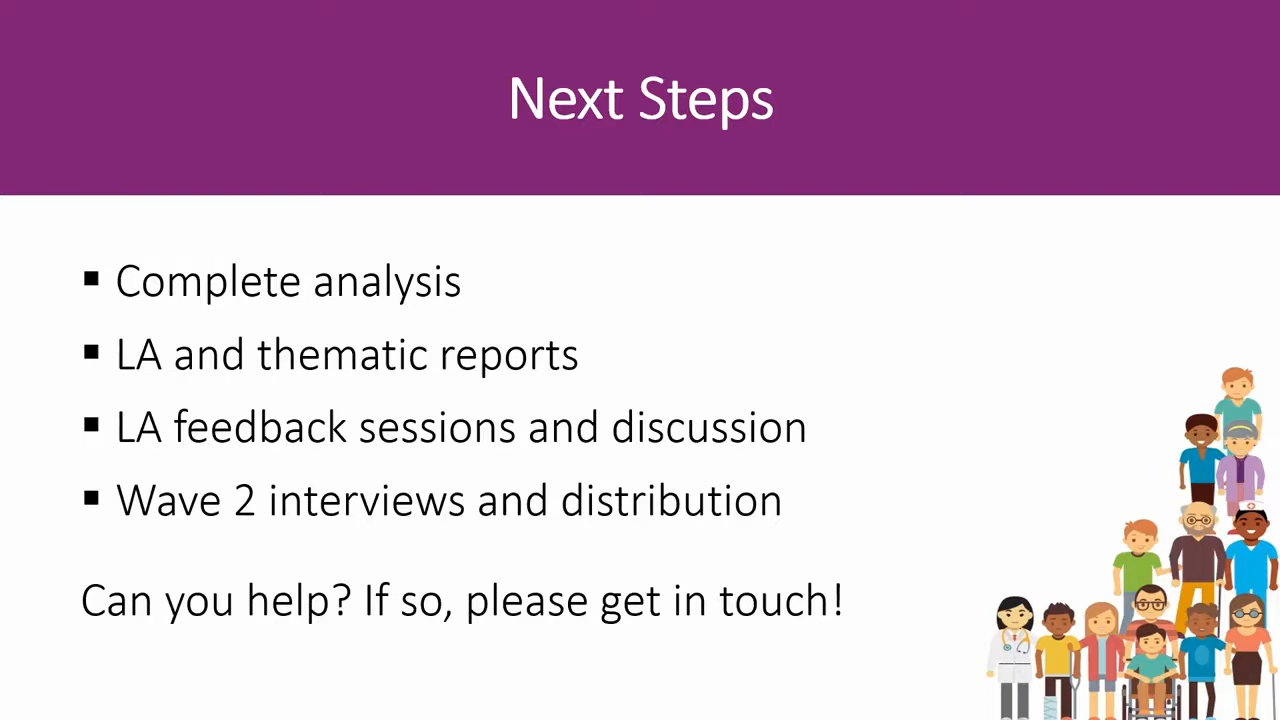 Next Steps
▪ Complete analysis
▪ LA and thematic reports
▪ LA feedback sessions and discussion
▪ Wave 2 interviews and distribution
Can you help? If so, please get in touch!